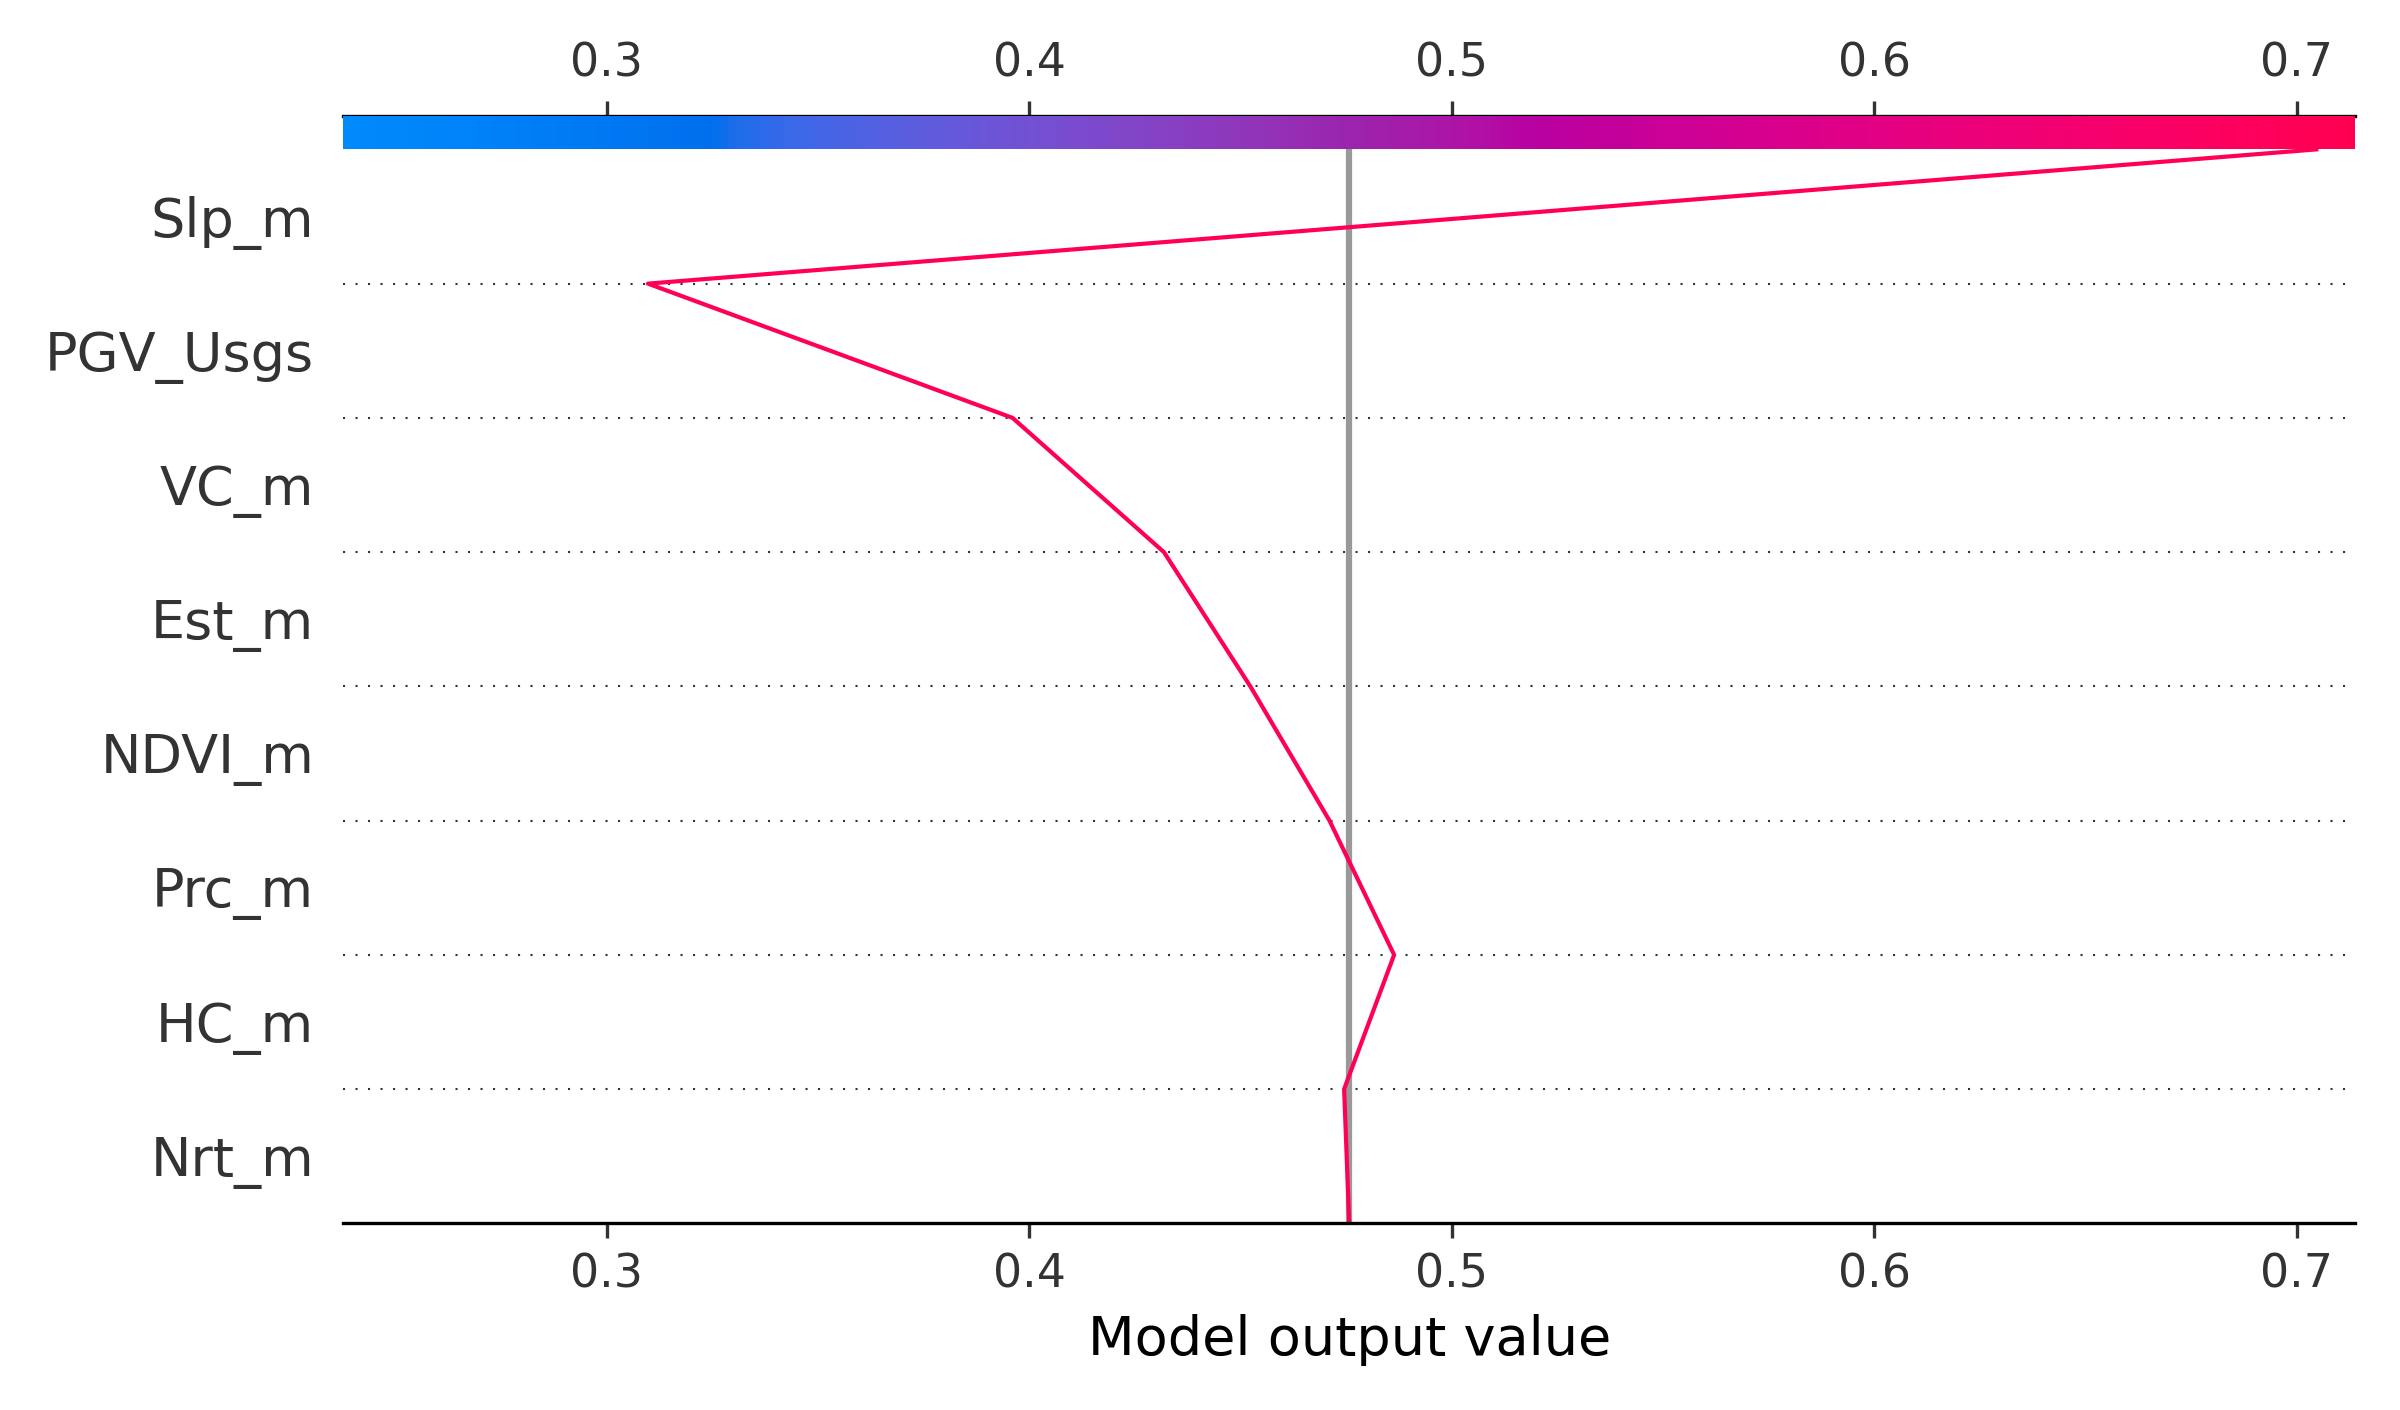 0.3 0.4 0.5 0.6 0.7
Slp_m
PGV_Usgs
VC_m
Est_m
NDVI_m
Prc_m
HC_m
Nrt_m
0.3 0.4 0.5 0.6 0.7
Model output value